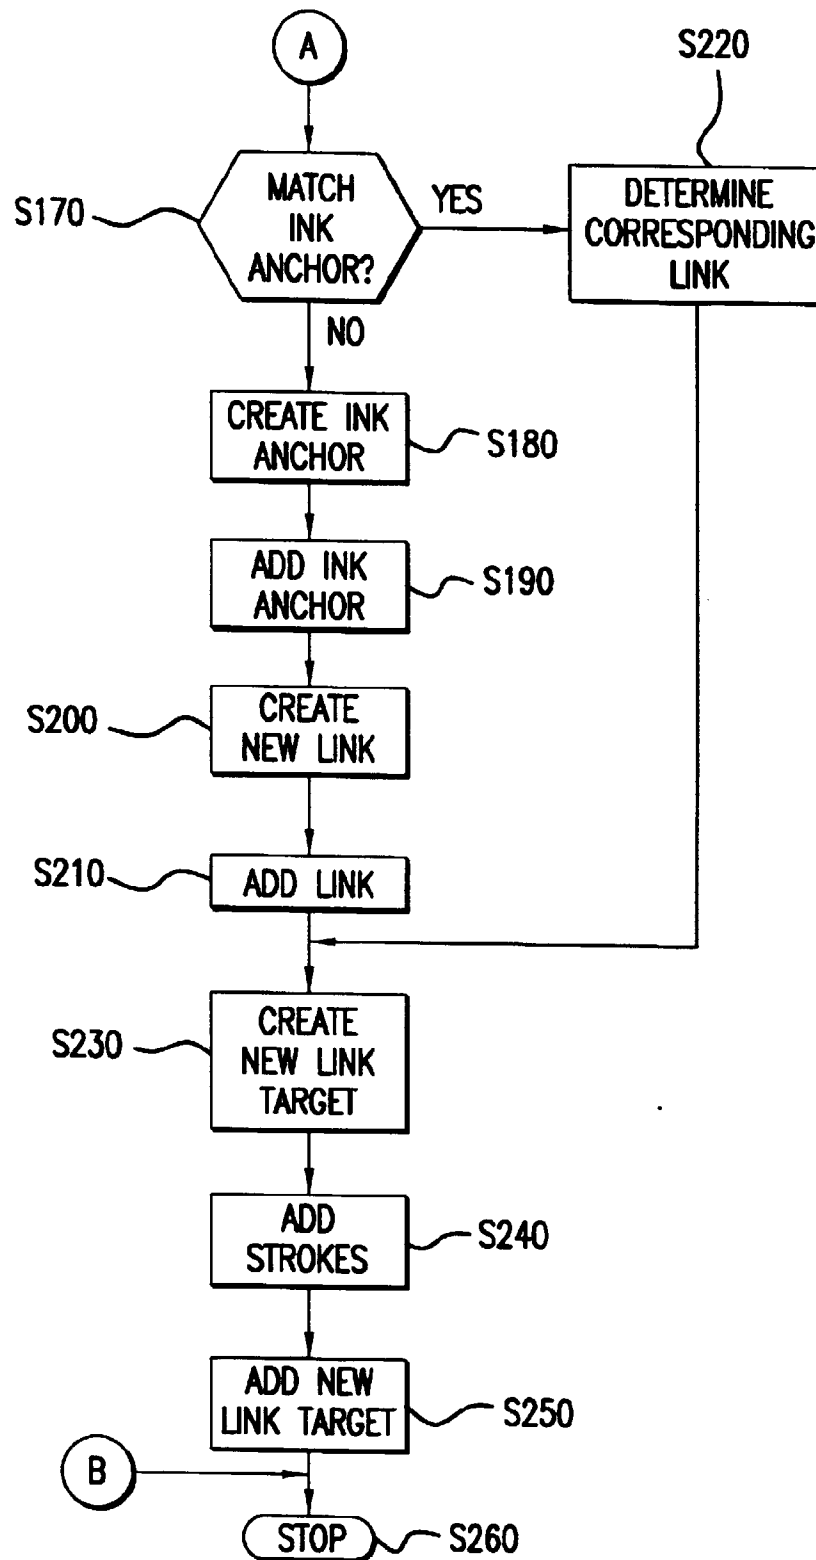 A
S220
S170
MATCH
INK
ANCHOR?
YES
DETERMINE
CORRESPONDING
LINK
NO
CREATE INK
ANCHOR
S180
ADD INK
ANCHOR
S190
S200
CREATE
NEW LINK
S210
ADD LINK
S230
CREATE
NEW LINK
TARGET
ADD
STROKES
S240
ADD NEW
LINK TARGET
S250
B
STOP
S260